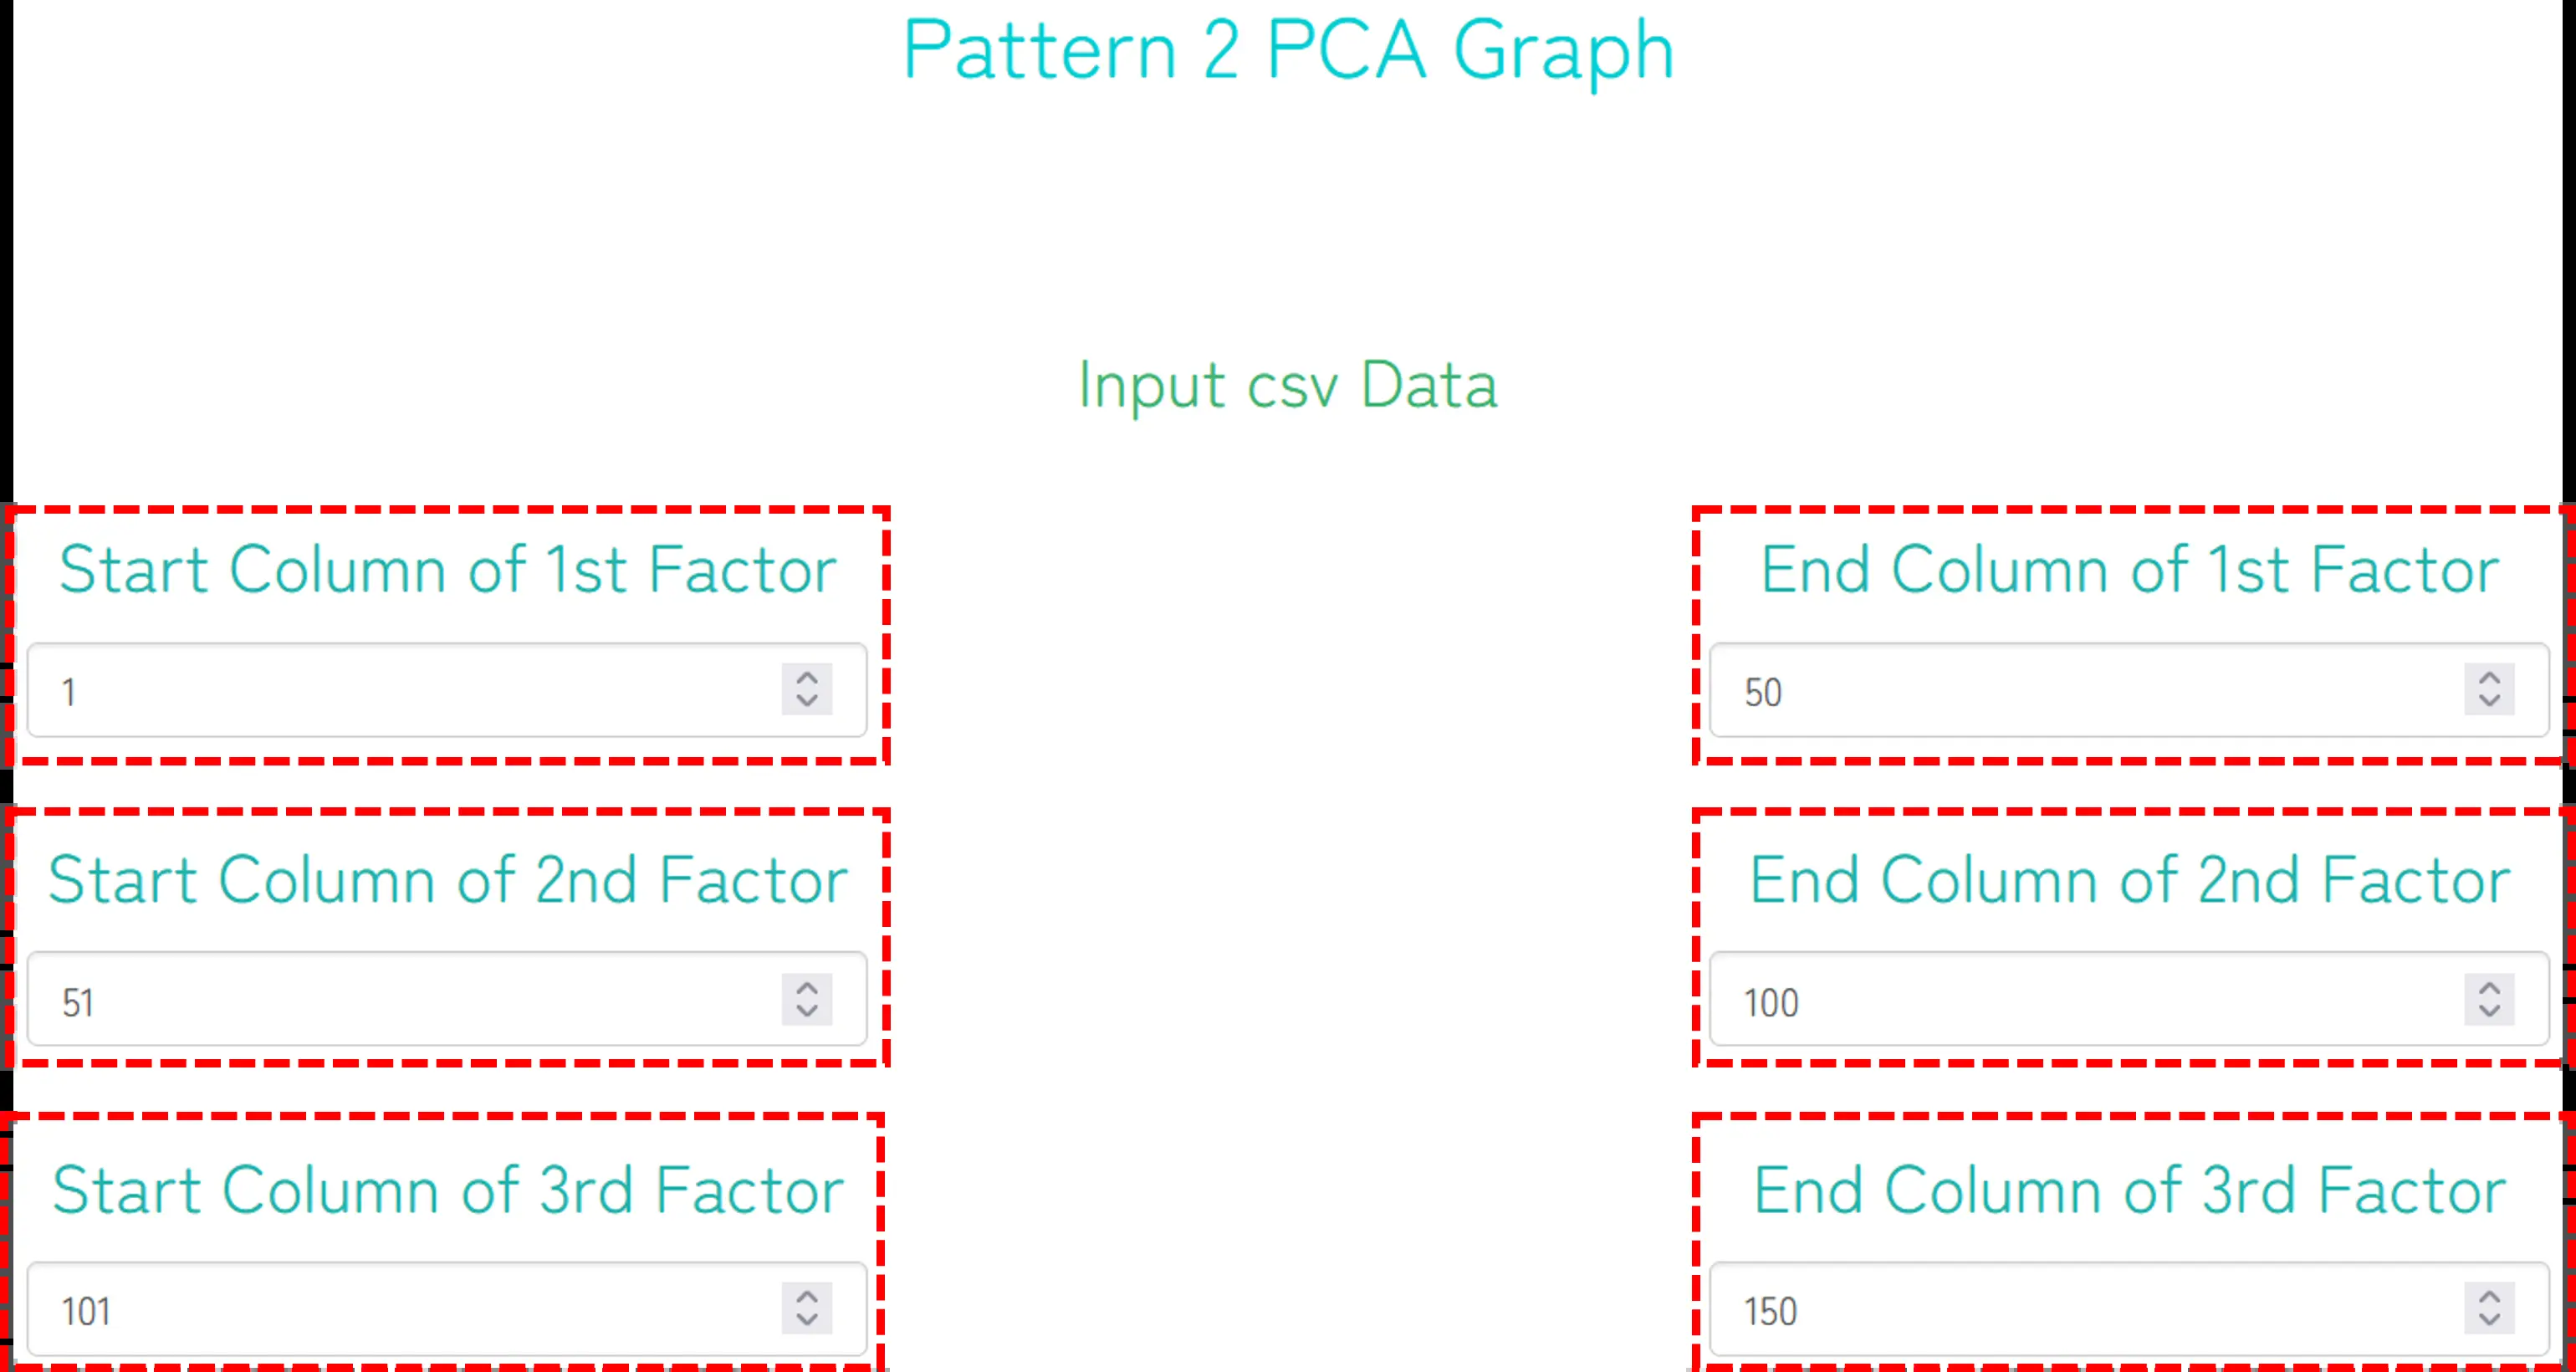 Pattern 2 PCA Graph
Input csv Data
Start Column of 1st Factor
End Column of 1st Factor
1
50
Start Column of 2nd Factor
End Column of 2nd Factor
51
100
Start Column of 3rd Factor
End Column of 3rd Factor
101
150